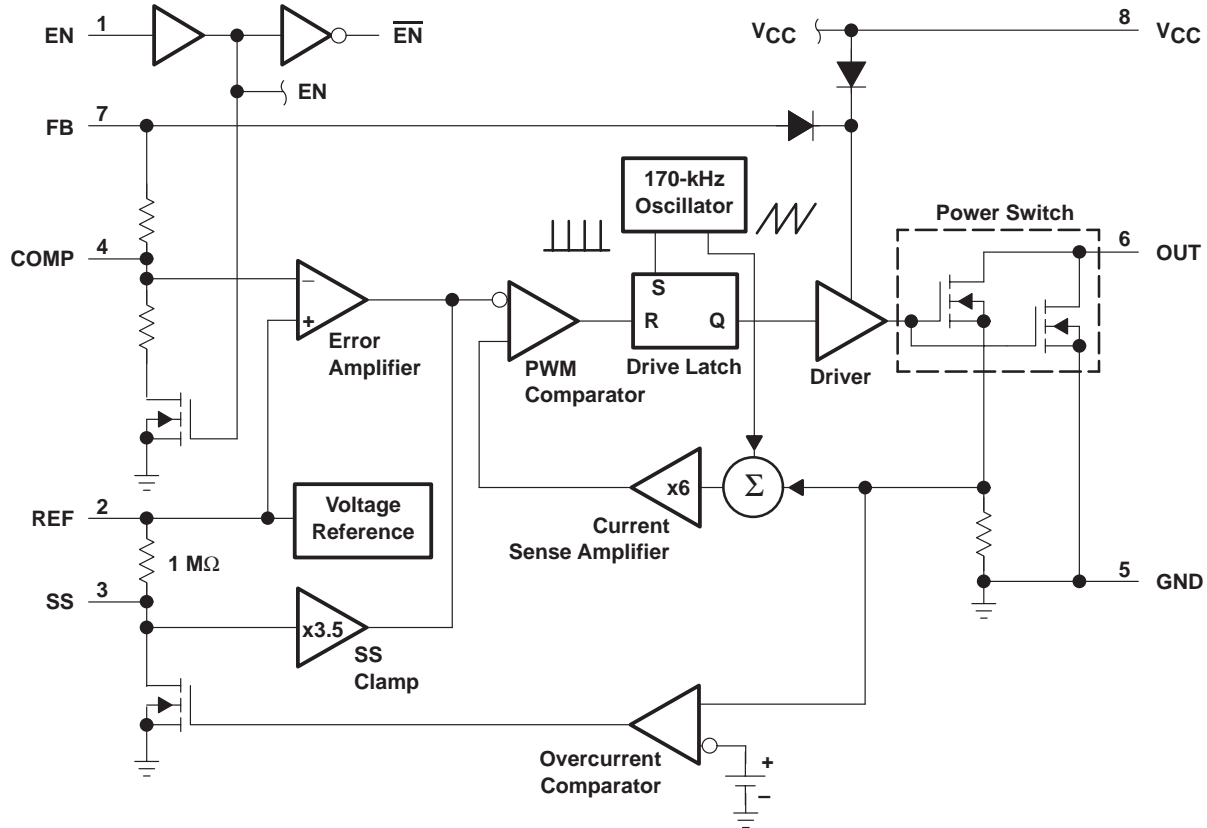 EN 1
EN
EN
7
FB
VCC
8
VCC
170-kHz
Oscillator
Power Switch
4
COMP
6
OUT
S
R Q
–
+
Error
Amplifier
PWM
Comparator
Drive Latch
Driver
2
REF
Voltage
Reference
x6
Σ
Current
Sense Amplifier
1 MΩ
3
SS
5
GND
x3.5
SS
Clamp
Overcurrent
Comparator
+
–